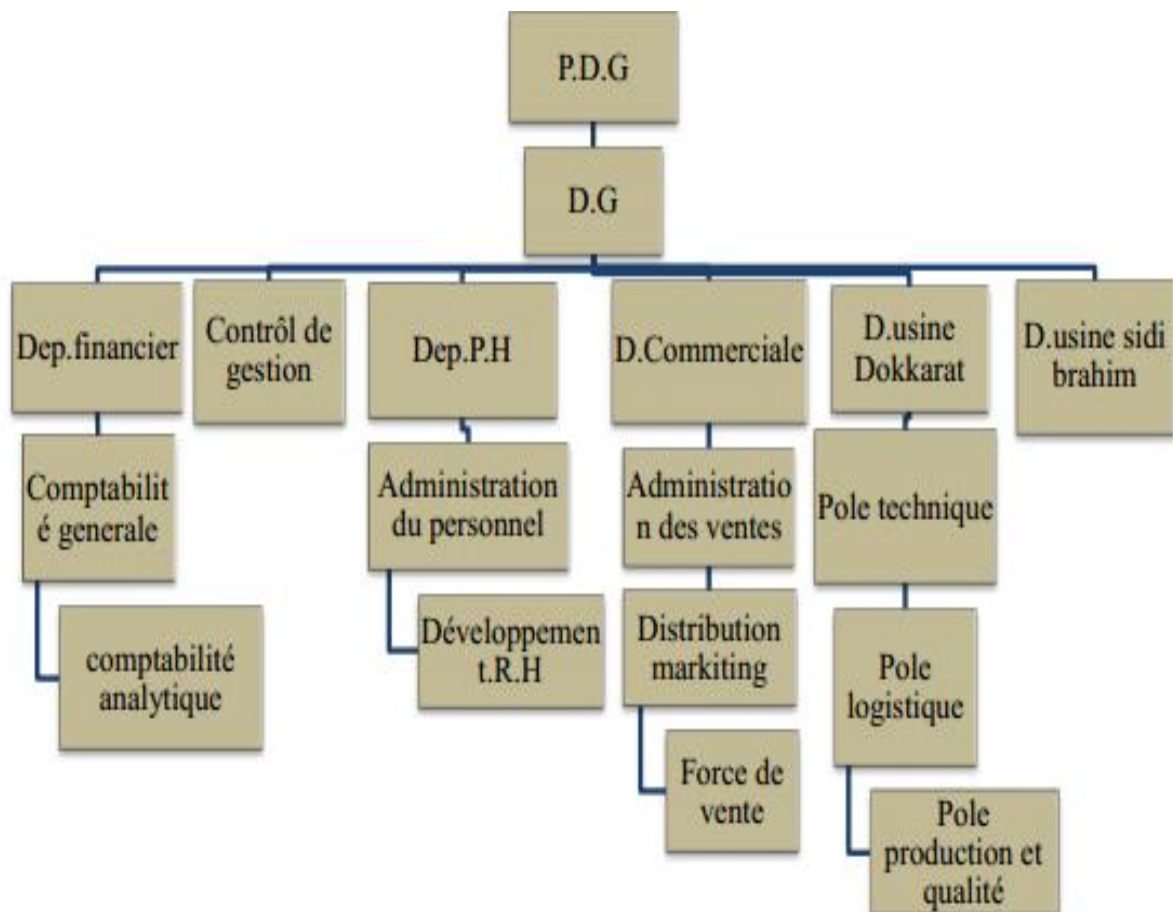 P.D.G
D.G
Dep.financier
Contrôl de
gestion
Dep.P.H
D.Commerciale
D.usine
Dokkarat
D.usine sidi
brahim
Comptabilit
é generale
Administration
du personnel
Administratio
n des ventes
Pole technique
comptabilité
analytique
Développemen
t.R.H
Distribution
markiting
Pole
logistique
Force de
vente
Pole
production et
qualité